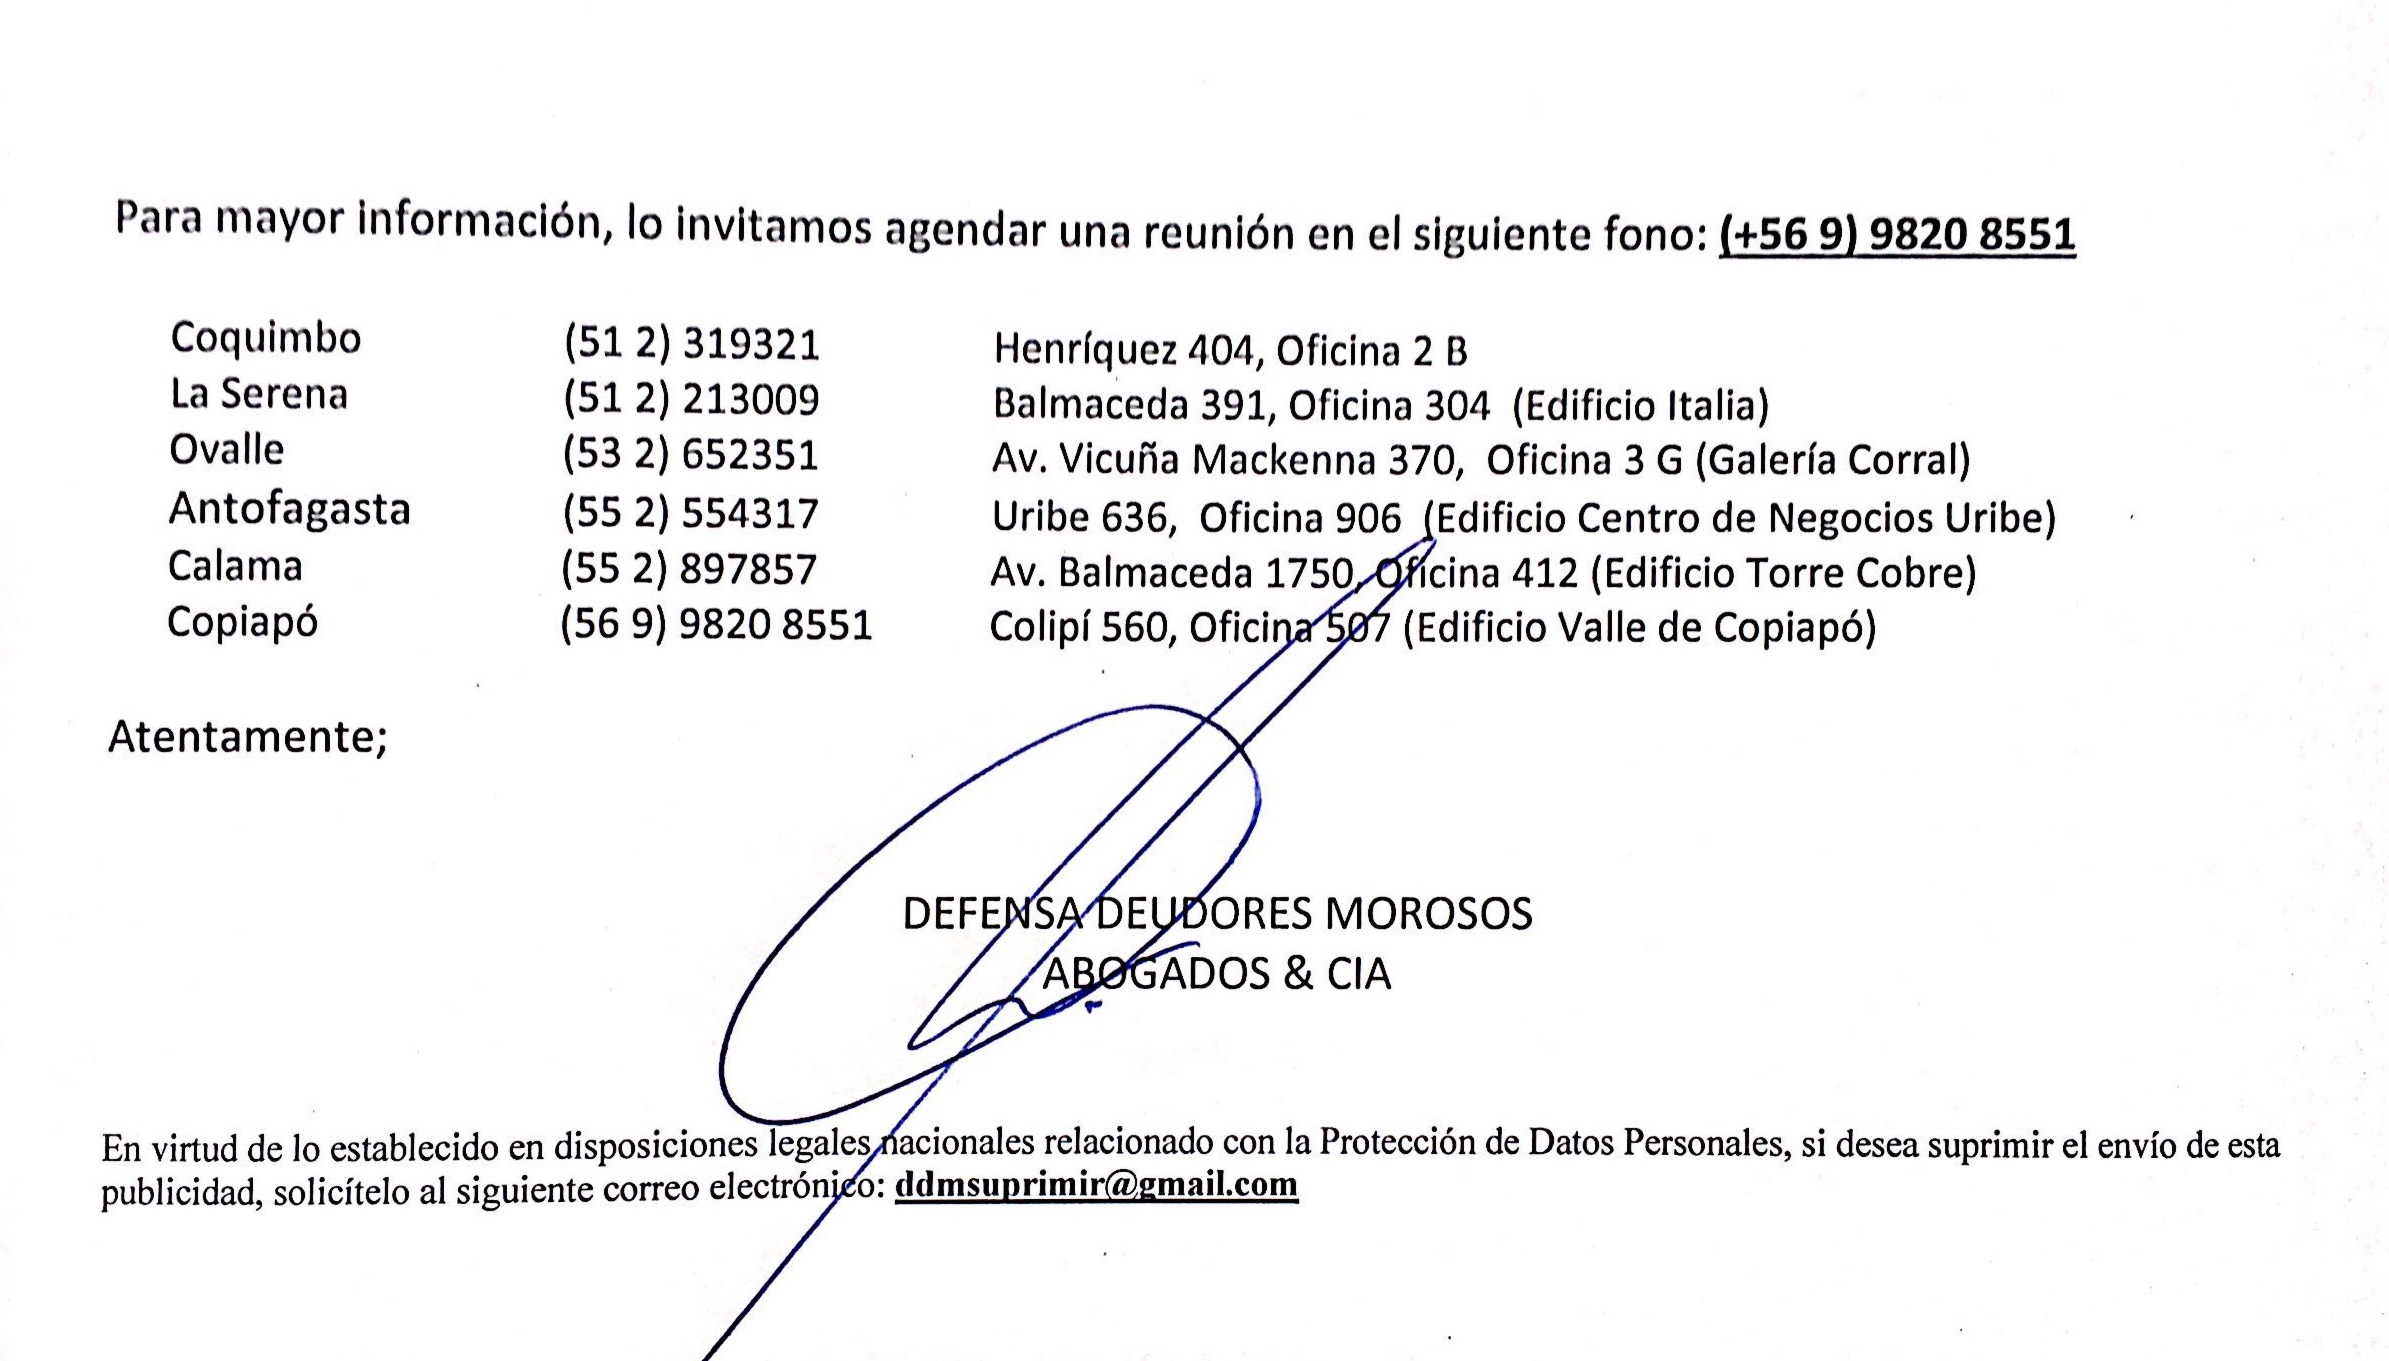 Para mayor información, lo invitamos agendar una reunión en el siguiente fono: (+56 9) 9820 8551
Coquimbo (51 2) 319321 Henríquez 404, Oficina 2 B
La Serena (51 2) 213009 Balmaceda 391, Oficina 304 (Edificio Italia)
Ovalle (53 2) 652351 Av. Vicuña Mackenna 370, Oficina 3 G (Galería Corral)
Antofagasta (55 2) 554317 Uribe 636, Oficina 906 (Edificio Centro de Negocios Uribe)
Calama (55 2) 897857 Av. Balmaceda 1750, Oficina 412 (Edificio Torre Cobre)
Copiapó (56 9) 9820 8551 Colipí 560, Oficina 507 (Edificio Valle de Copiapó)
Atentamente;
DEFENSA DEUDORES MOROSOS
ABOGADOS & CIA
En virtud de lo establecido en disposiciones legales nacionales relacionado con la Protección de Datos Personales, si desea suprimir el envío de esta
publicidad, solicítelo al siguiente correo electrónico: ddmsuprimir@gmail.com